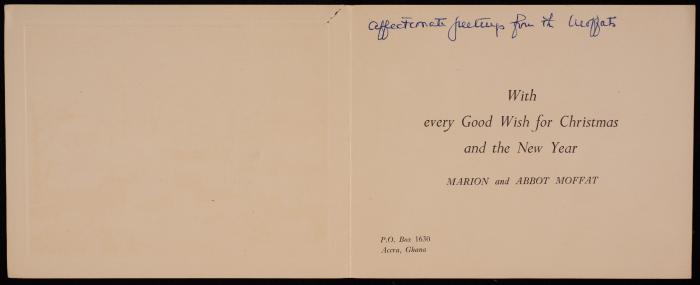 Affectionate greetings from the Moffats
With
every Good Wish for Christmas
and the New Year
MARION and ABBOT MOFFAT
P.O. Box 1630
Accra, Ghana